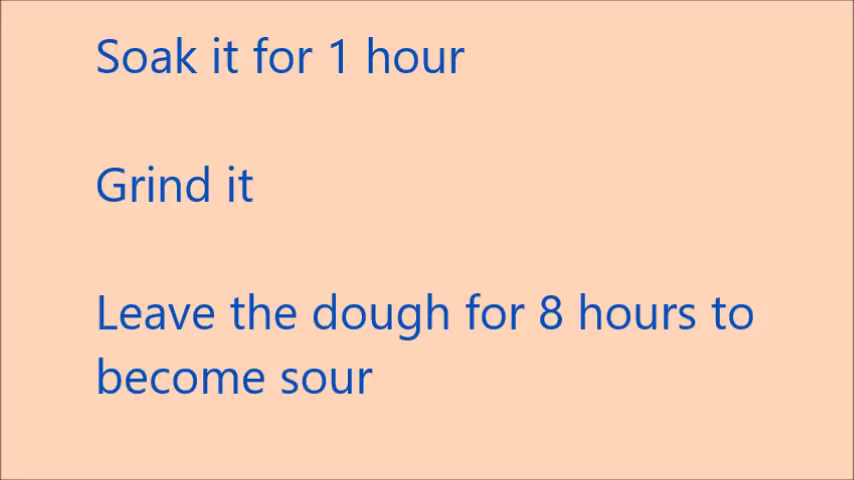 Soak it for 1 hour
Grind it
Leave the dough for 8 hours to
become sour